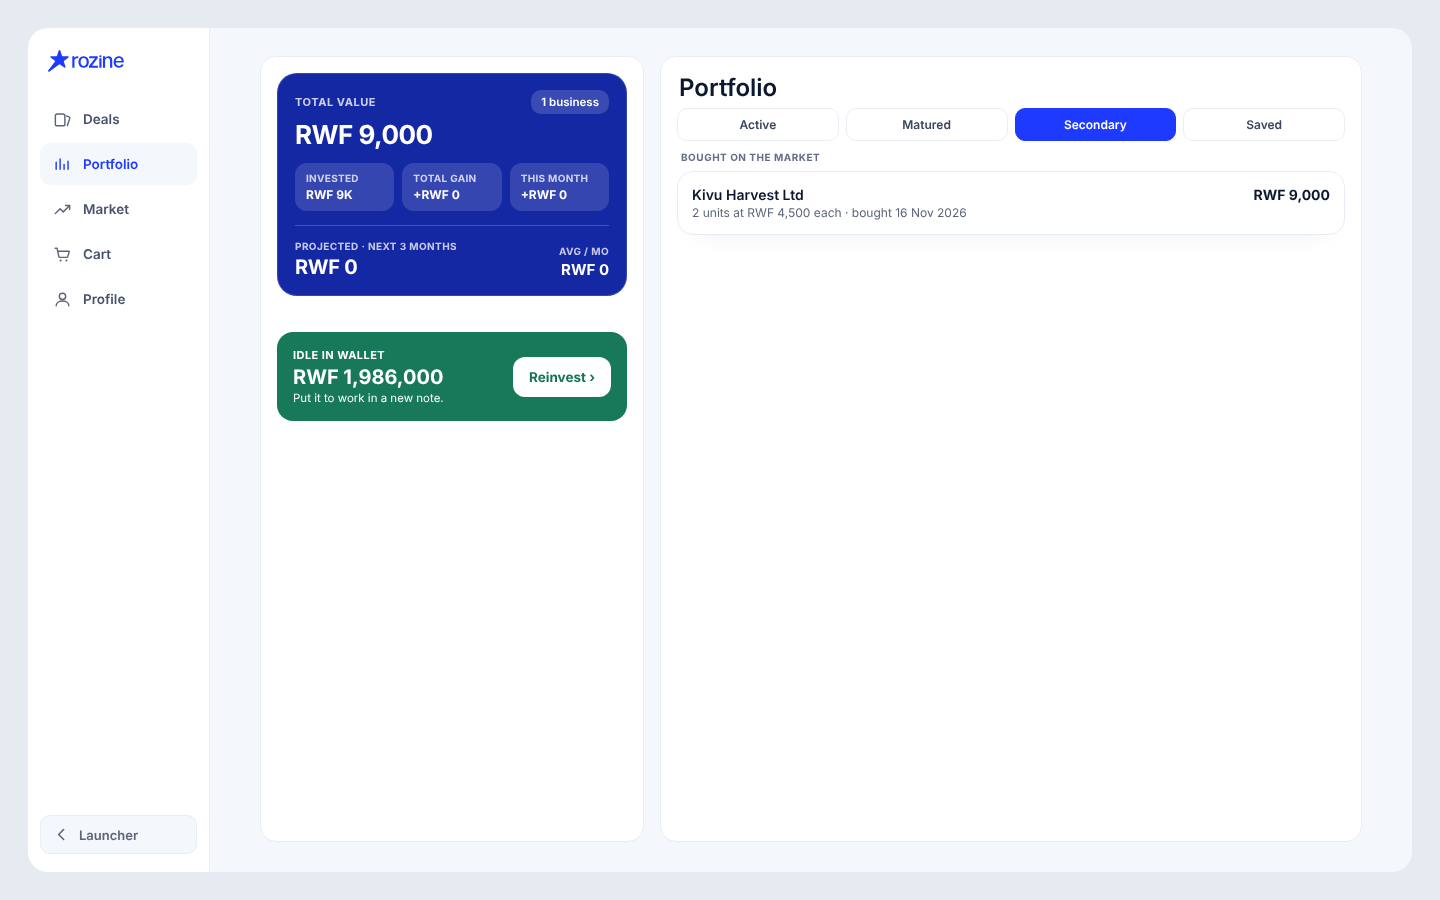 rozine
Deals
Portfolio
Market
Cart
Profile
Launcher
TOTAL VALUE
1 business
RWF 9,000
INVESTED
RWF 9K
TOTAL GAIN
+RWF 0
THIS MONTH
+RWF 0
PROJECTED · NEXT 3 MONTHS
RWF 0
AVG / MO
RWF 0
IDLE IN WALLET
RWF 1,986,000
Put it to work in a new note.
Reinvest ›
Portfolio
Active
Matured
Secondary
Saved
BOUGHT ON THE MARKET
Kivu Harvest Ltd
RWF 9,000
2 units at RWF 4,500 each · bought 16 Nov 2026